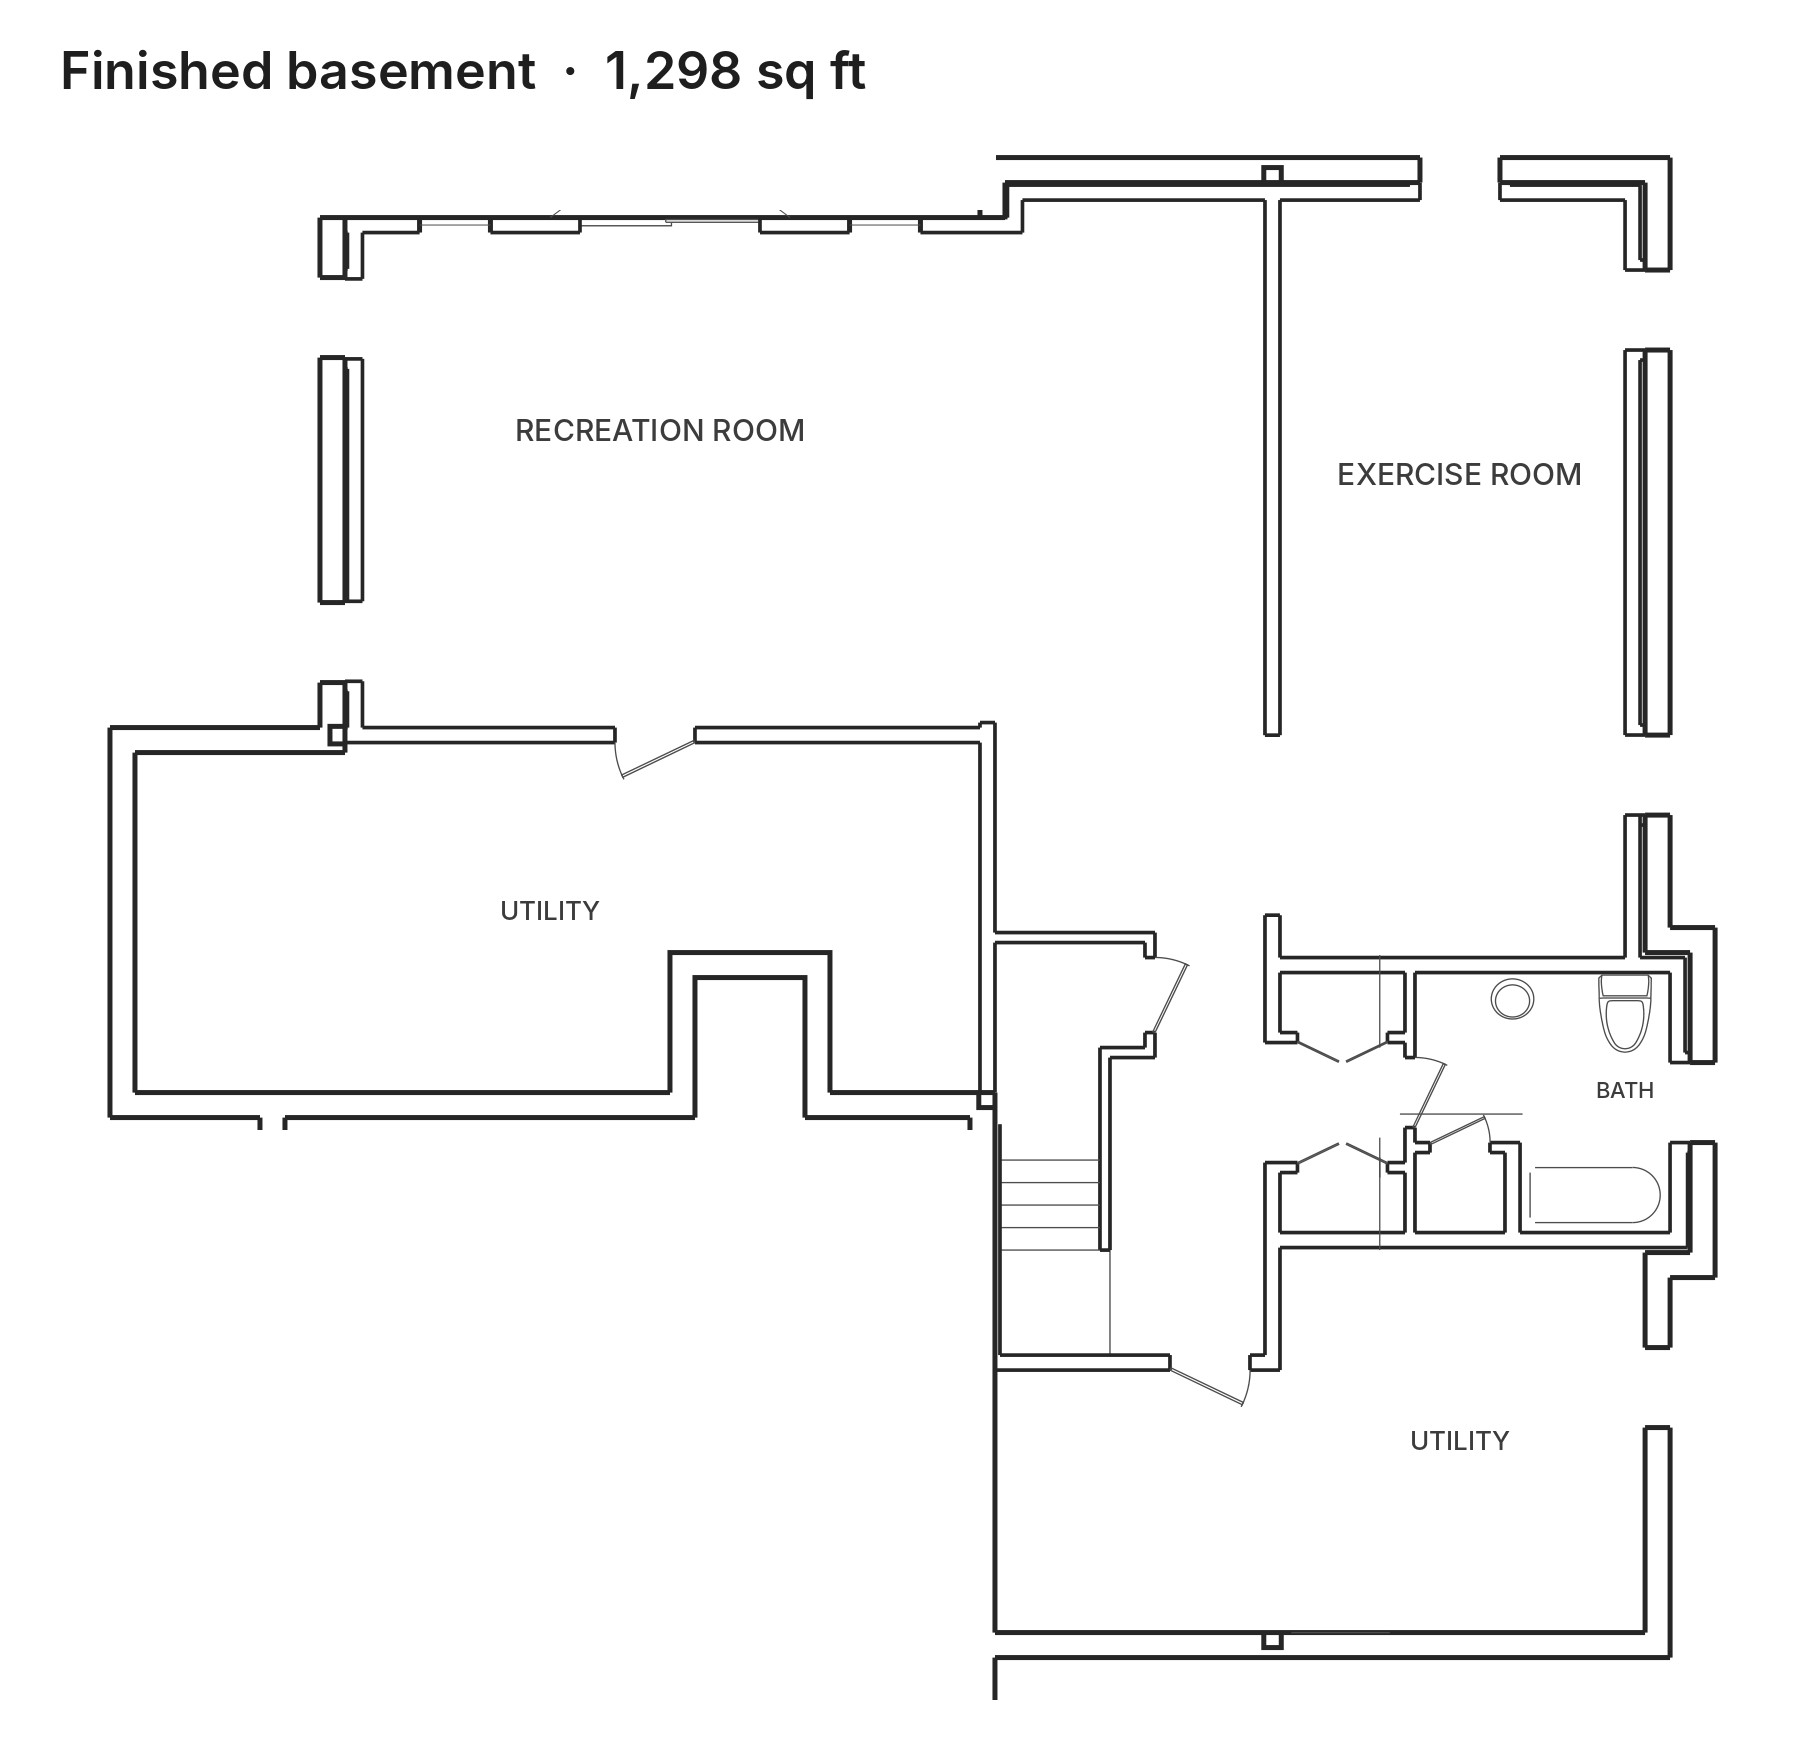 Finished basement · 1,298 sq ft
RECREATION ROOM
EXERCISE ROOM
UTILITY
BATH
UTILITY